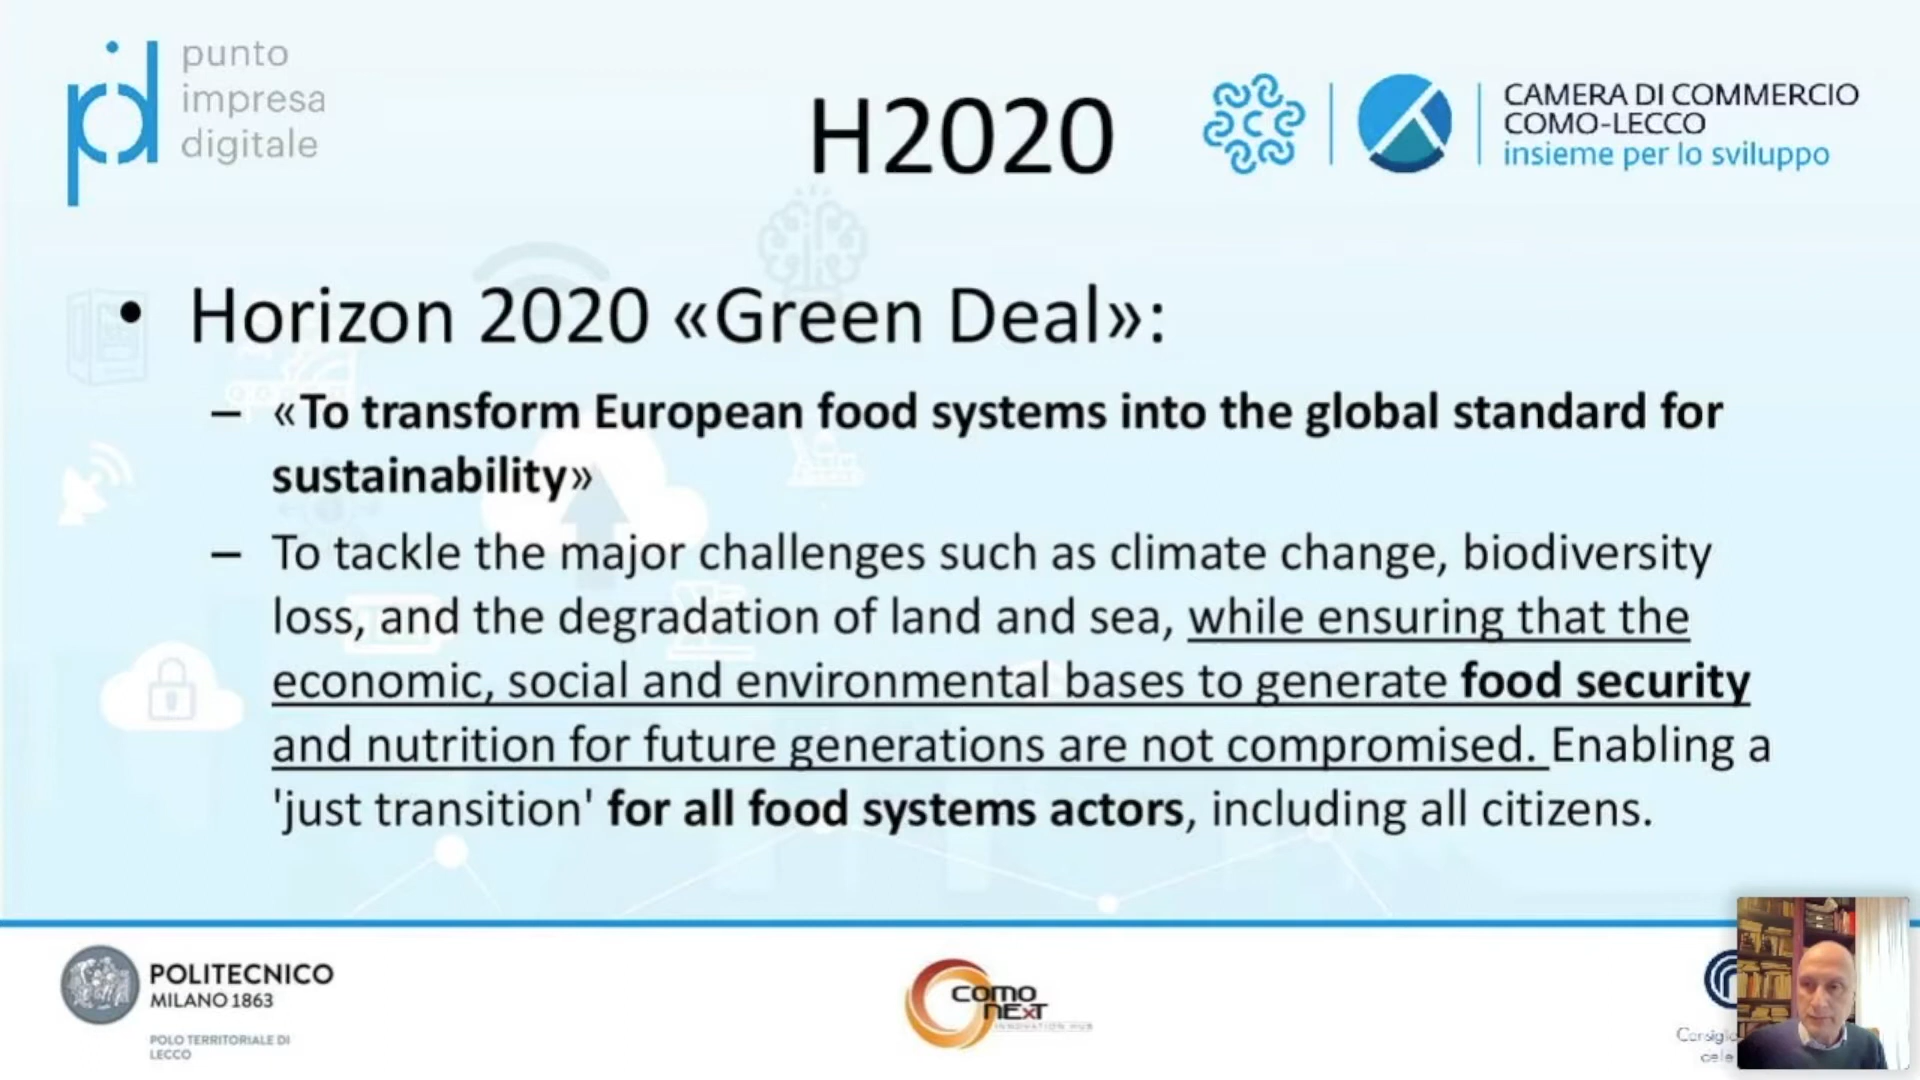 punto
impresa
digitale
H2020
CAMERA DI COMMERCIO
COMO-LECCO
insieme per lo sviluppo
• Horizon 2020 «Green Deal»:
– «To transform European food systems into the global standard for
sustainability»
– To tackle the major challenges such as climate change, biodiversity
loss, and the degradation of land and sea, while ensuring that the
economic, social and environmental bases to generate food security
and nutrition for future generations are not compromised. Enabling a
'just transition' for all food systems actors, including all citizens.
POLITECNICO
MILANO 1863
POLO TERRITORIALE DI
LECCO
COMO
NEXT
INNOVATION HUB